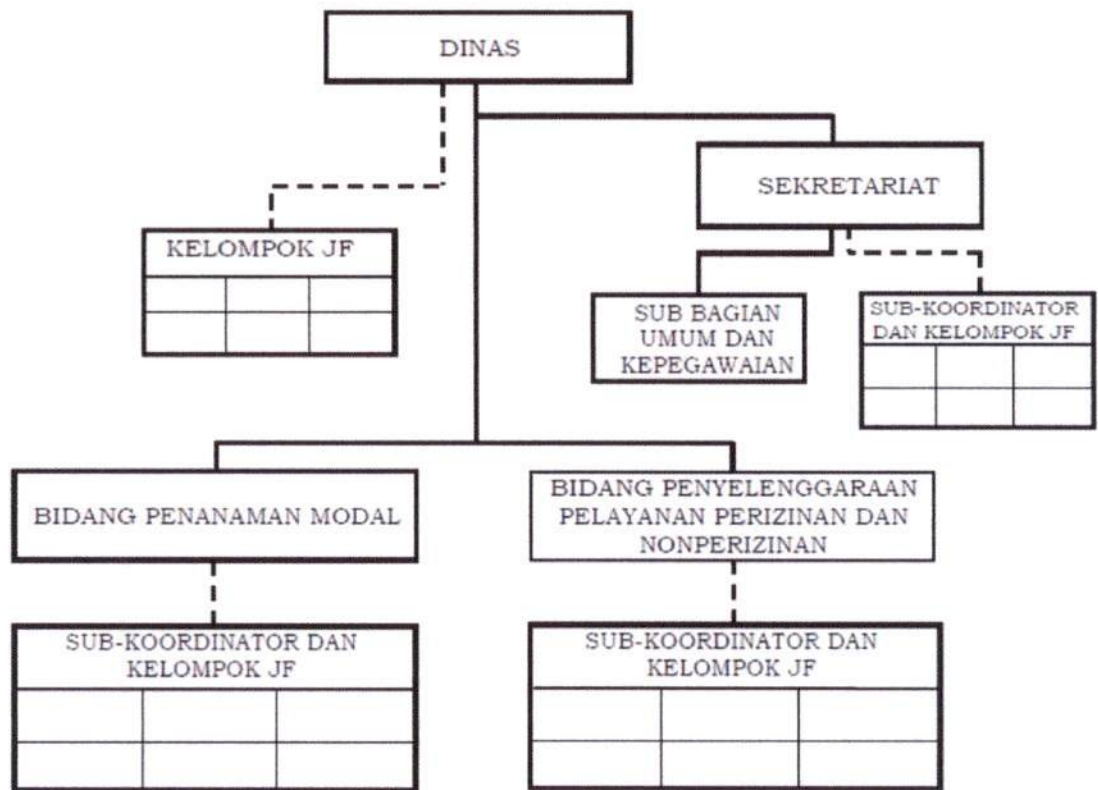 DINAS
SEKRETARIAT
KELOMPOK JF
SUB BAGIAN
UMUM DAN
KEPEGAWAIAN
SUB-KOORDINATOR
DAN KELOMPOK JF
BIDANG PENANAMAN MODAL
BIDANG PENYELENGGARAAN
PELAYANAN PERIZINAN DAN
NONPERIZINAN
SUB-KOORDINATOR DAN
KELOMPOK JF
SUB-KOORDINATOR DAN
KELOMPOK JF